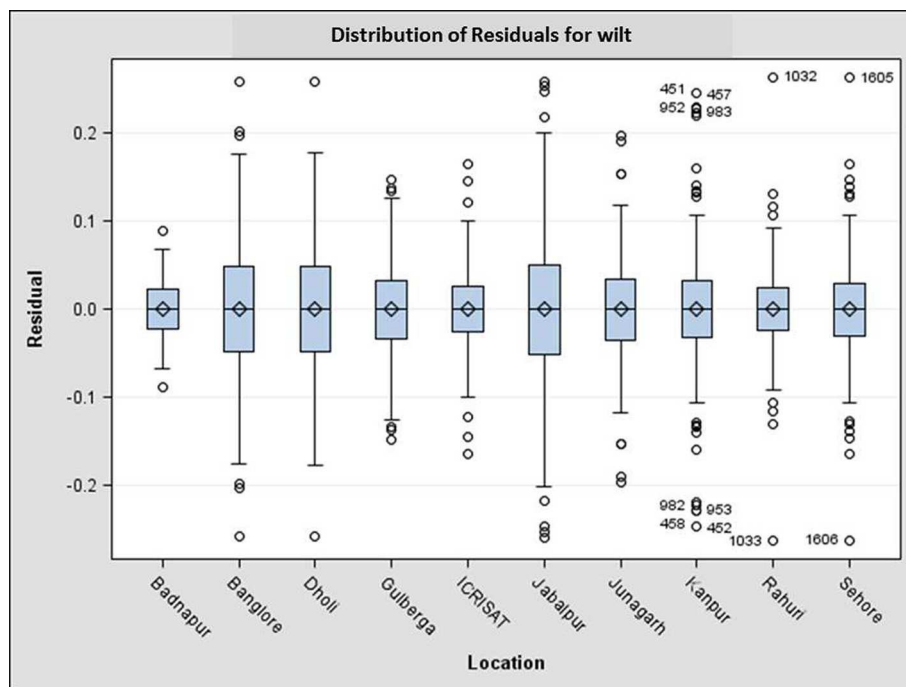 Distribution of Residuals for wilt
Residual
0.2
0.1
0.0
-0.1
-0.2
451 457
952 983
1032
1605
982 953
458 452
1033
1606
Badnapur
Banglore
Dholi
Gulberga
ICRISAT
Jabalpur
Junagarh
Kanpur
Rahuri
Sehore
Location